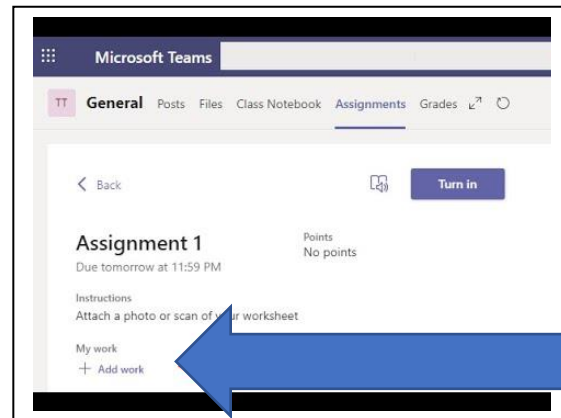 Microsoft Teams
TT General Posts Files Class Notebook Assignments Grades
Back
Turn in
Assignment 1
Points
No points
Due tomorrow at 11:59 PM
Instructions
Attach a photo or scan of your worksheet
My work
+ Add work